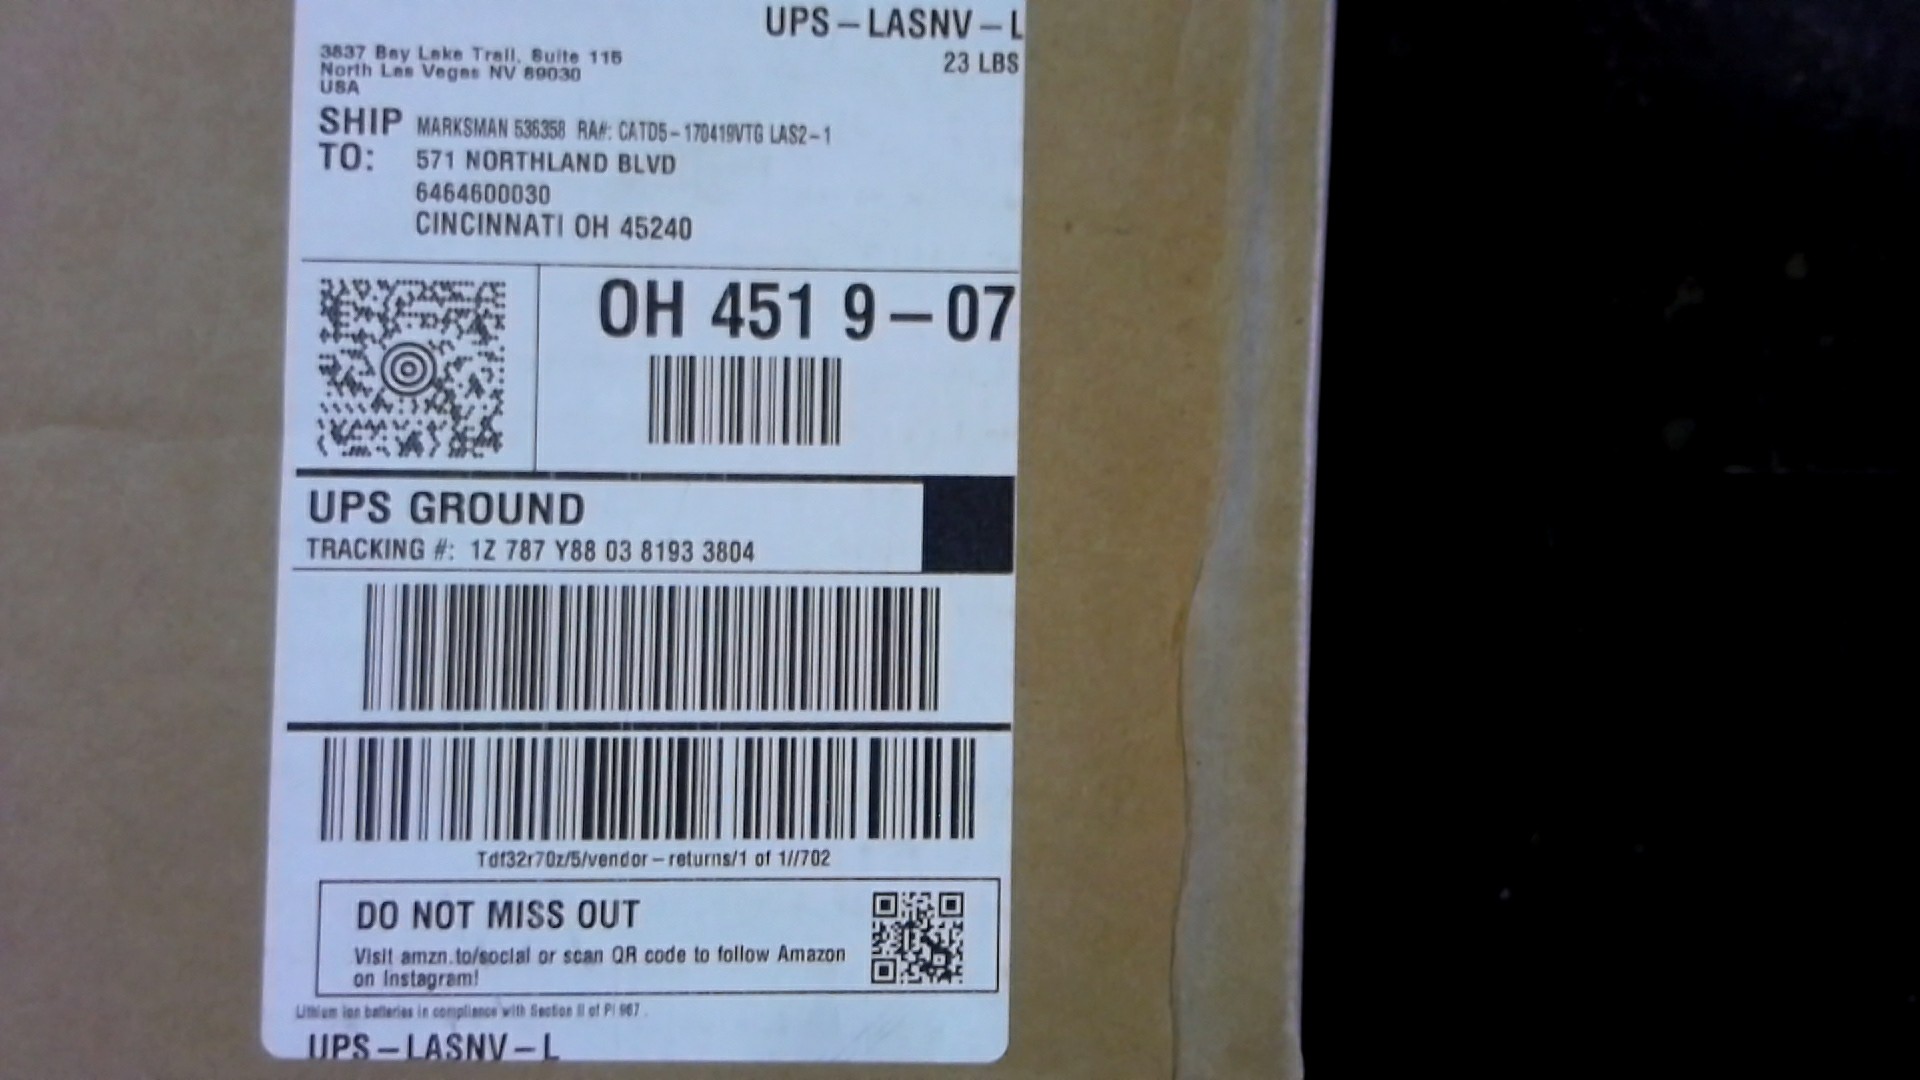 UPS-LASNV-L
23 LBS
3837 Bay Lake Trail, Suite 115
North Las Vegas NV 89030
USA
SHIP TO: MARKSMAN 536358 RA#: CATD5-170419VTG LAS2-1
571 NORTHLAND BLVD
6464600030
CINCINNATI OH 45240
OH 451 9-07
UPS GROUND
TRACKING #: 1Z 787 Y88 03 8193 3804
Tdf32r70z/5/vendor-returns/1 of 1//702
DO NOT MISS OUT
Visit amzn.to/social or scan QR code to follow Amazon
on Instagram!
Lithium ion batteries in compliance with Section II of PI 967.
UPS-LASNV-L